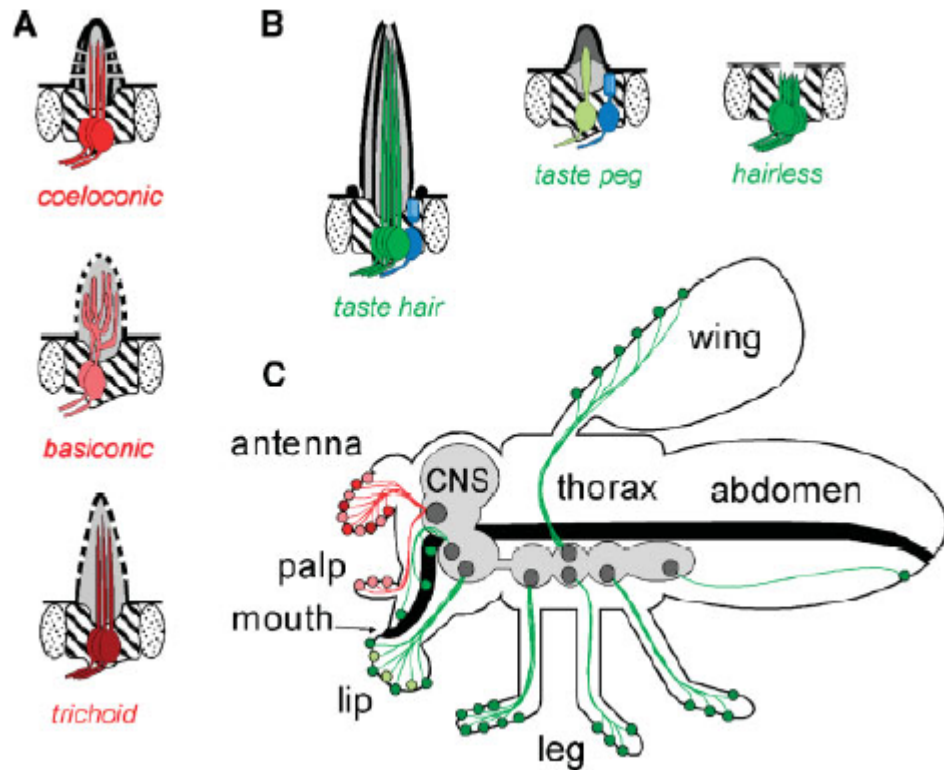 A
coeloconic
basiconic
trichoid
B
taste hair
taste peg
hairless
C
wing
antenna
CNS
thorax
abdomen
palp
mouth
lip
leg